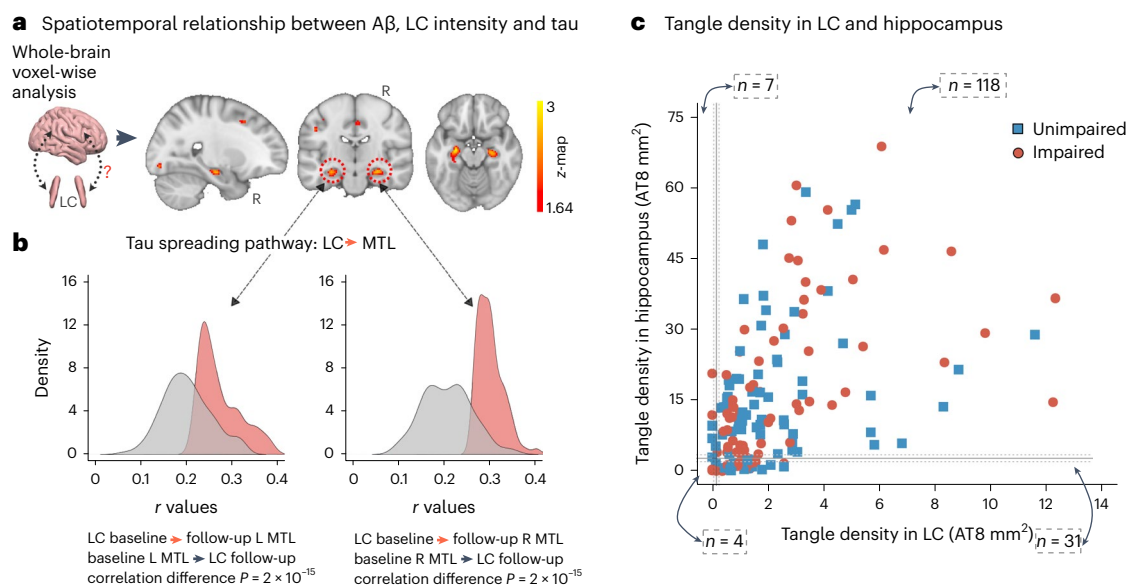 a Spatiotemporal relationship between Aβ, LC intensity and tau
Whole-brain
voxel-wise
analysis
?
LC
R
R
3
z-map
1.64
b
Tau spreading pathway: LC➤MTL
Density
16
12
8
4
0
0
0.1
0.2
0.3
0.4
r values
16
12
8
4
0
0
0.1
0.2
0.3
0.4
r values
LC baseline ➤ follow-up L MTL
baseline L MTL ➤ LC follow-up
correlation difference P = 2 × 10⁻¹⁵
LC baseline ➤ follow-up R MTL
baseline R MTL ➤ LC follow-up
correlation difference P = 2 × 10⁻¹⁵
c Tangle density in LC and hippocampus
n = 7
n = 118
Unimpaired
Impaired
Tangle density in hippocampus (AT8 mm²)
75
60
45
30
15
0
0
2
4
6
8
10
12
14
n = 4
Tangle density in LC (AT8 mm²)
n = 31